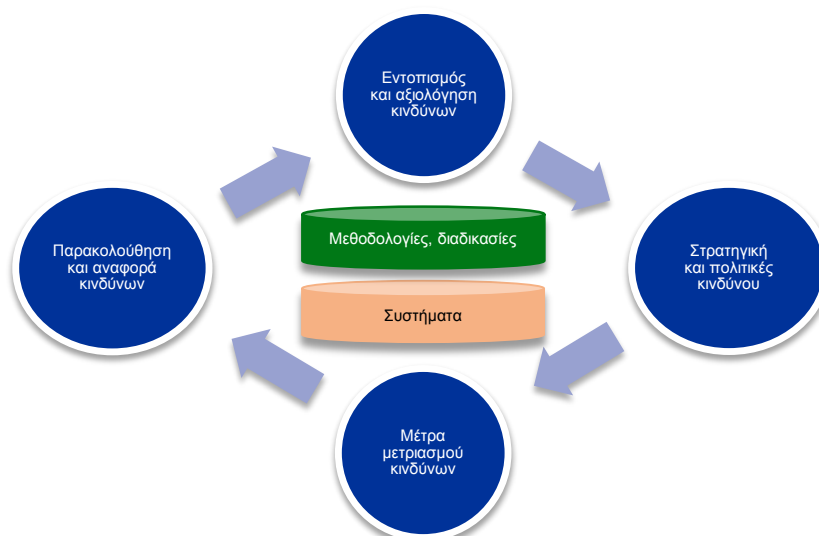 Εντοπισμός
και αξιολόγηση
κινδύνων
Παρακολούθηση
και αναφορά
κινδύνων
Μεθοδολογίες, διαδικασίες
Συστήματα
Στρατηγική
και πολιτικές
κινδύνου
Μέτρα
μετριασμού
κινδύνων